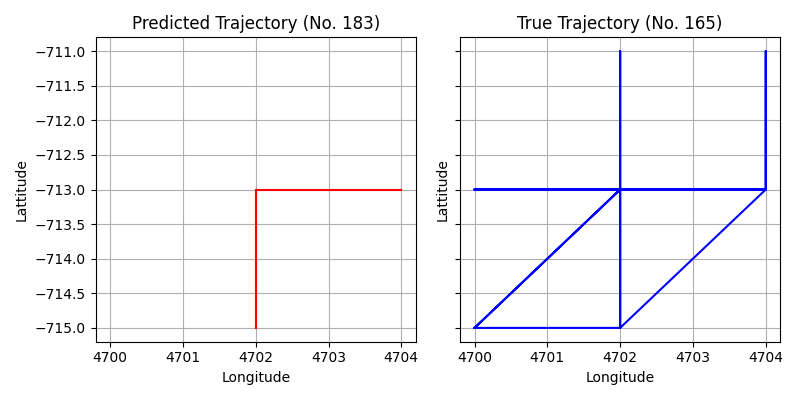 Predicted Trajectory (No. 183)
True Trajectory (No. 165)
−711.0
−711.5
−712.0
−712.5
−713.0
−713.5
−714.0
−714.5
−715.0
Lattitude
Lattitude
4700 4701 4702 4703 4704
4700 4701 4702 4703 4704
Longitude
Longitude